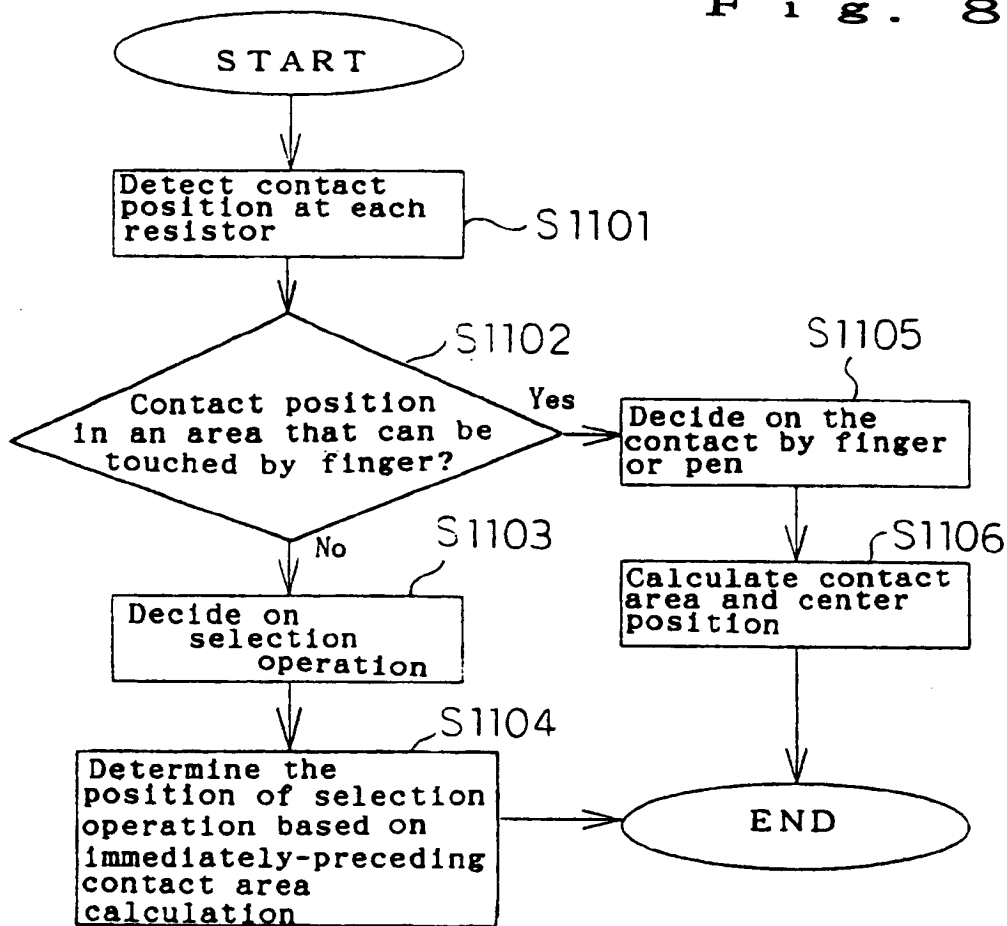 Fig. 8
START
Detect contact
position at each
resistor
S1101
S1102
Contact position
in an area that can be
touched by finger?
Yes
No
S1105
Decide on the
contact by finger
or pen
S1103
Decide on
selection
operation
S1106
Calculate contact
area and center
position
S1104
Determine the
position of selection
operation based on
immediately-preceding
contact area
calculation
END